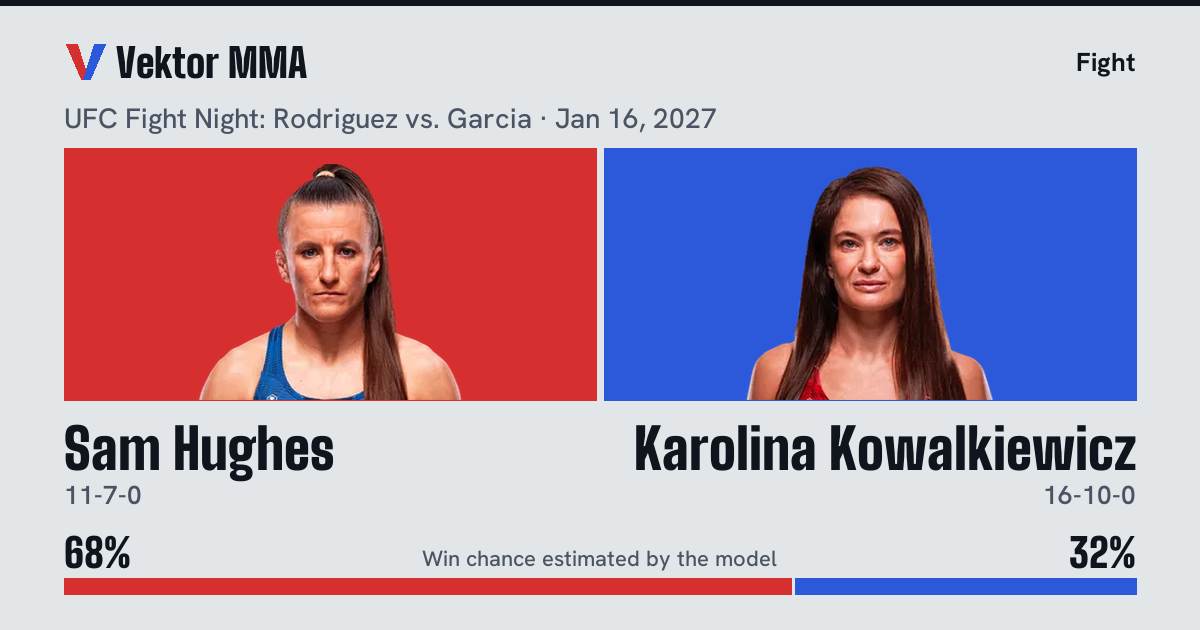 Vektor MMA
Fight
UFC Fight Night: Rodriguez vs. Garcia · Jan 16, 2027
Sam Hughes
Karolina Kowalkiewicz
11-7-0
16-10-0
68%
Win chance estimated by the model
32%